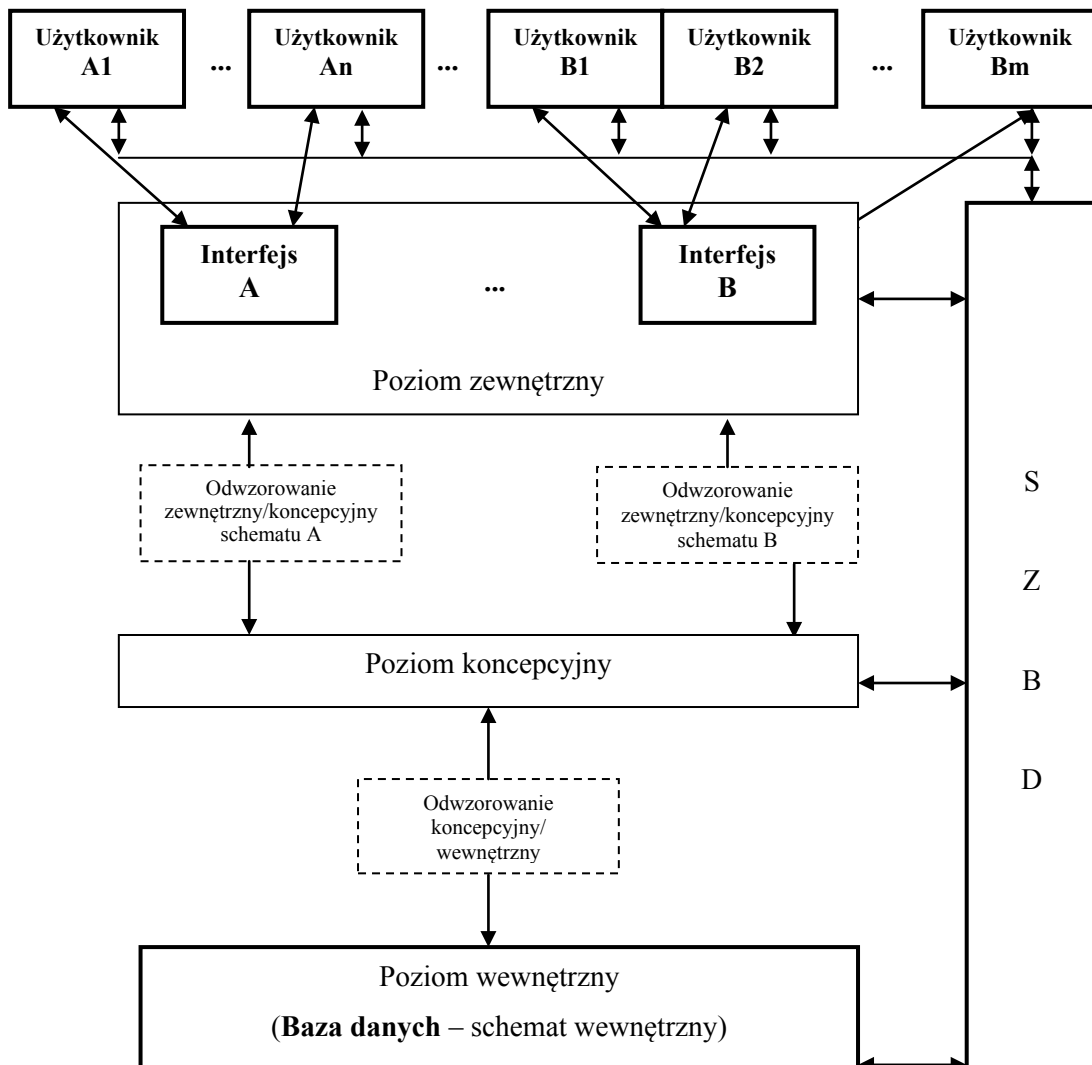 Użytkownik
A1
...
Użytkownik
An
...
Użytkownik
B1
Użytkownik
B2
...
Użytkownik
Bm
Interfejs
A
...
Interfejs
B
Poziom zewnętrzny
Odwzorowanie
zewnętrzny/koncepcyjny
schematu A
Odwzorowanie
zewnętrzny/koncepcyjny
schematu B
S
Z
B
D
Poziom koncepcyjny
Odwzorowanie
koncepcyjny/
wewnętrzny
Poziom wewnętrzny
(Baza danych – schemat wewnętrzny)